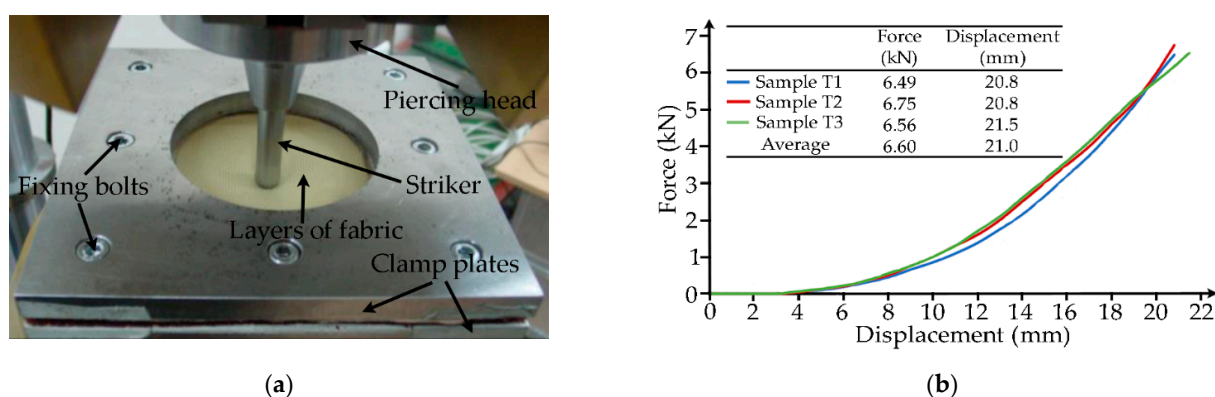 Piercing head
Fixing bolts
Striker
Layers of fabric
Clamp plates
(a)
Force Displacement
(kN) (mm)
Sample T1 6.49 20.8
Sample T2 6.75 20.8
Sample T3 6.56 21.5
Average 6.60 21.0
Force (kN)
7
6
5
4
3
2
1
0
0 2 4 6 8 10 12 14 16 18 20 22
Displacement (mm)
(b)